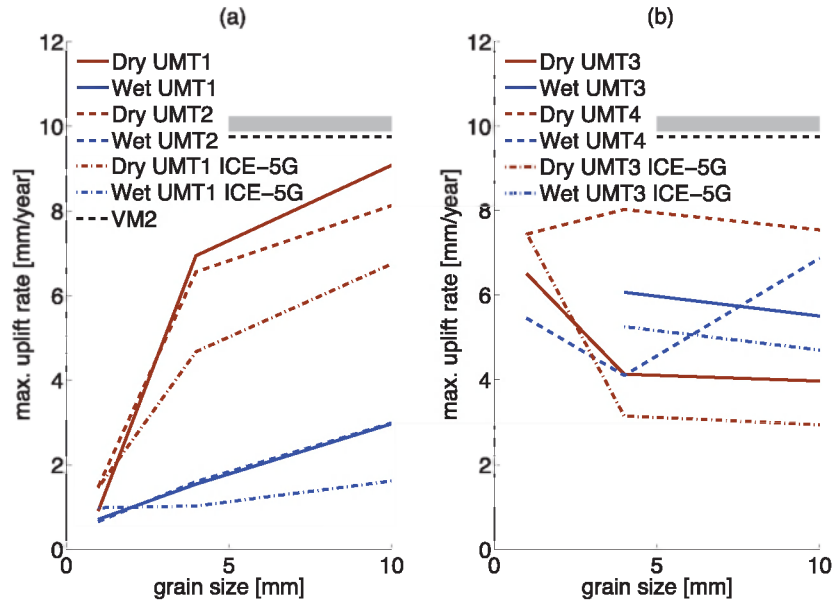 (a)
12
10
8
6
4
2
0
0
5
10
max. uplift rate [mm/year]
grain size [mm]
Dry UMT1
Wet UMT1
Dry UMT2
Wet UMT2
Dry UMT1 ICE−5G
Wet UMT1 ICE−5G
VM2
(b)
12
10
8
6
4
2
0
0
5
10
max. uplift rate [mm/year]
grain size [mm]
Dry UMT3
Wet UMT3
Dry UMT4
Wet UMT4
Dry UMT3 ICE−5G
Wet UMT3 ICE−5G